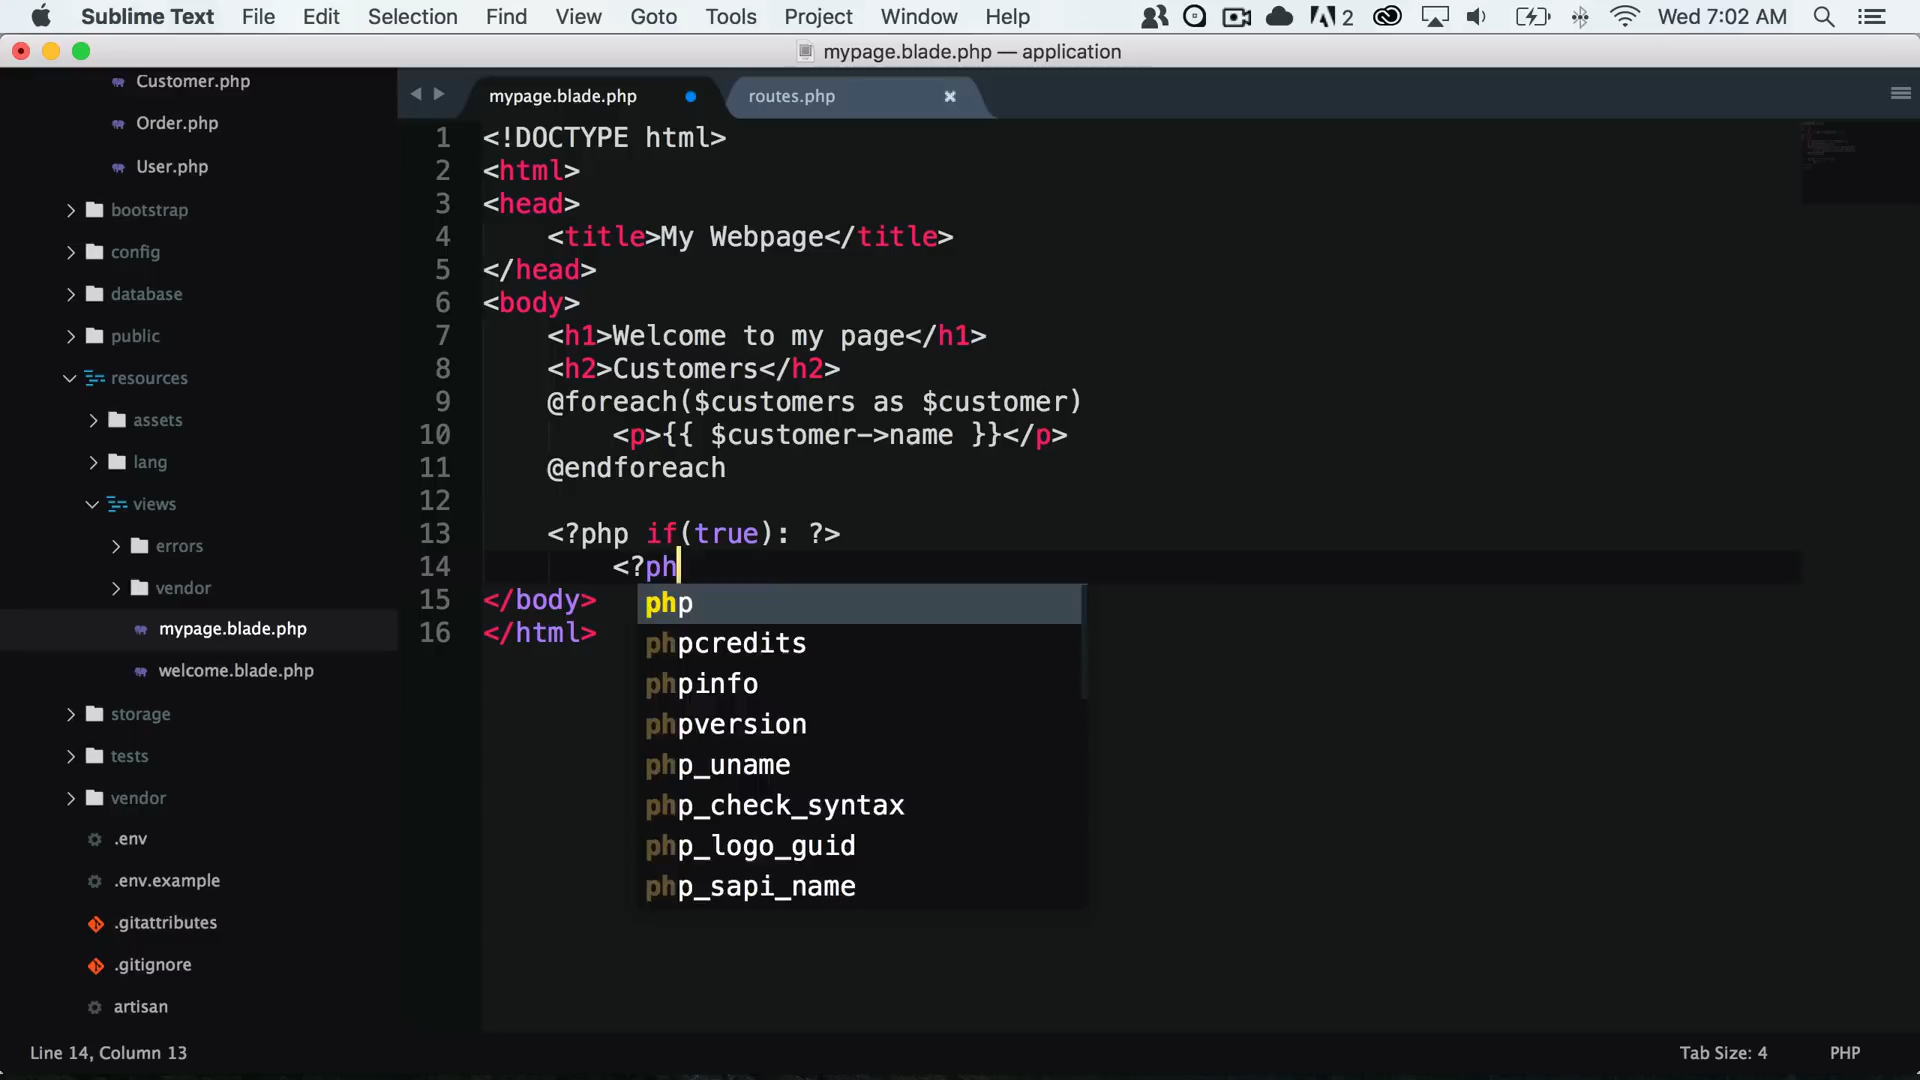 Sublime Text File Edit Selection Find View Goto Tools Project Window Help 2 Wed 7:02 AM
mypage.blade.php — application
Customer.php
Order.php
User.php
bootstrap
config
database
public
resources
assets
lang
views
errors
vendor
mypage.blade.php
welcome.blade.php
storage
tests
vendor
.env
.env.example
.gitattributes
.gitignore
artisan
mypage.blade.php routes.php
1 <!DOCTYPE html>
2 <html>
3 <head>
4 <title>My Webpage</title>
5 </head>
6 <body>
7 <h1>Welcome to my page</h1>
8 <h2>Customers</h2>
9 @foreach($customers as $customer)
10 <p>{{ $customer->name }}</p>
11 @endforeach
12
13 <?php if(true): ?>
14 <?ph
15 </body>
16 </html>
php
phpcredits
phpinfo
phpversion
php_uname
php_check_syntax
php_logo_guid
php_sapi_name
Line 14, Column 13 Tab Size: 4 PHP